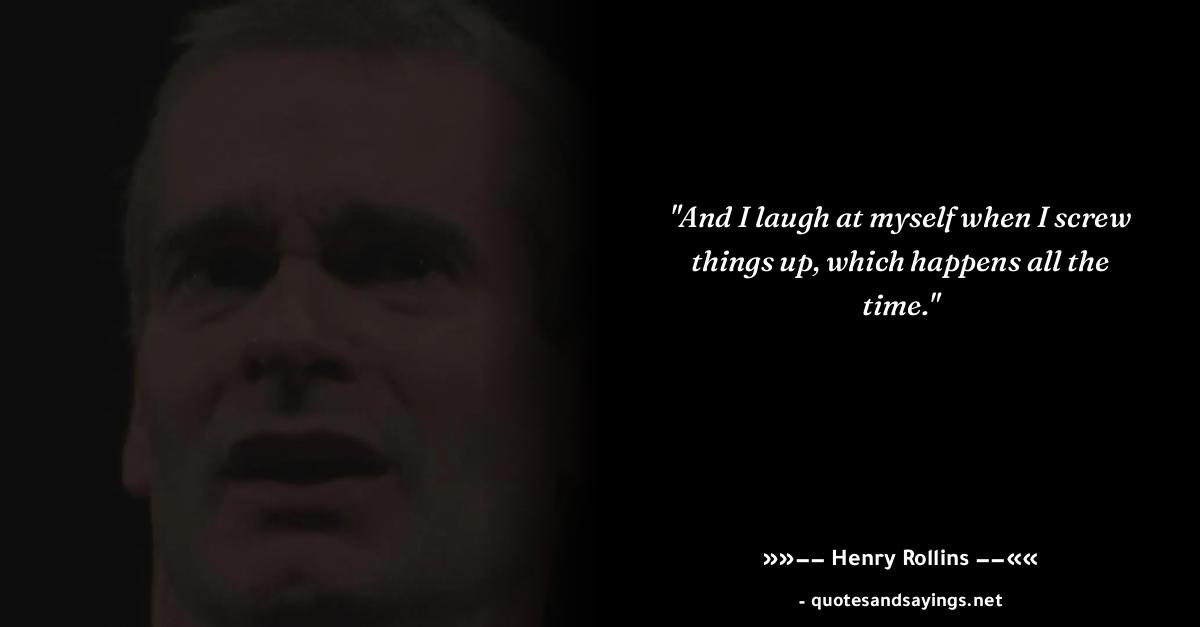 "And I laugh at myself when I screw
things up, which happens all the
time."
»»−− Henry Rollins −−««
- quotesandsayings.net